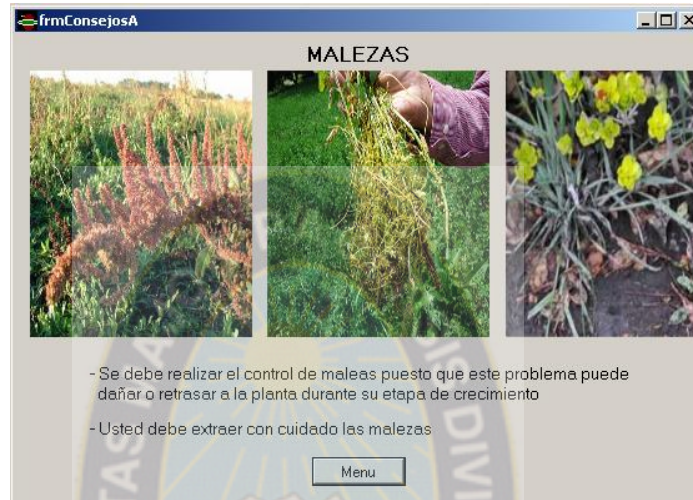 frmConsejosA
MALEZAS
- Se debe realizar el control de maleas puesto que este problema puede
dañar o retrasar a la planta durante su etapa de crecimiento
- Usted debe extraer con cuidado las malezas
Menu